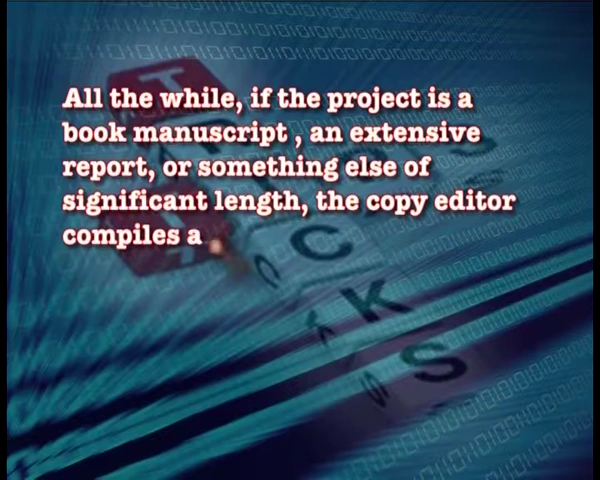 All the while, if the project is a
book manuscript , an extensive
report, or something else of
significant length, the copy editor
compiles a